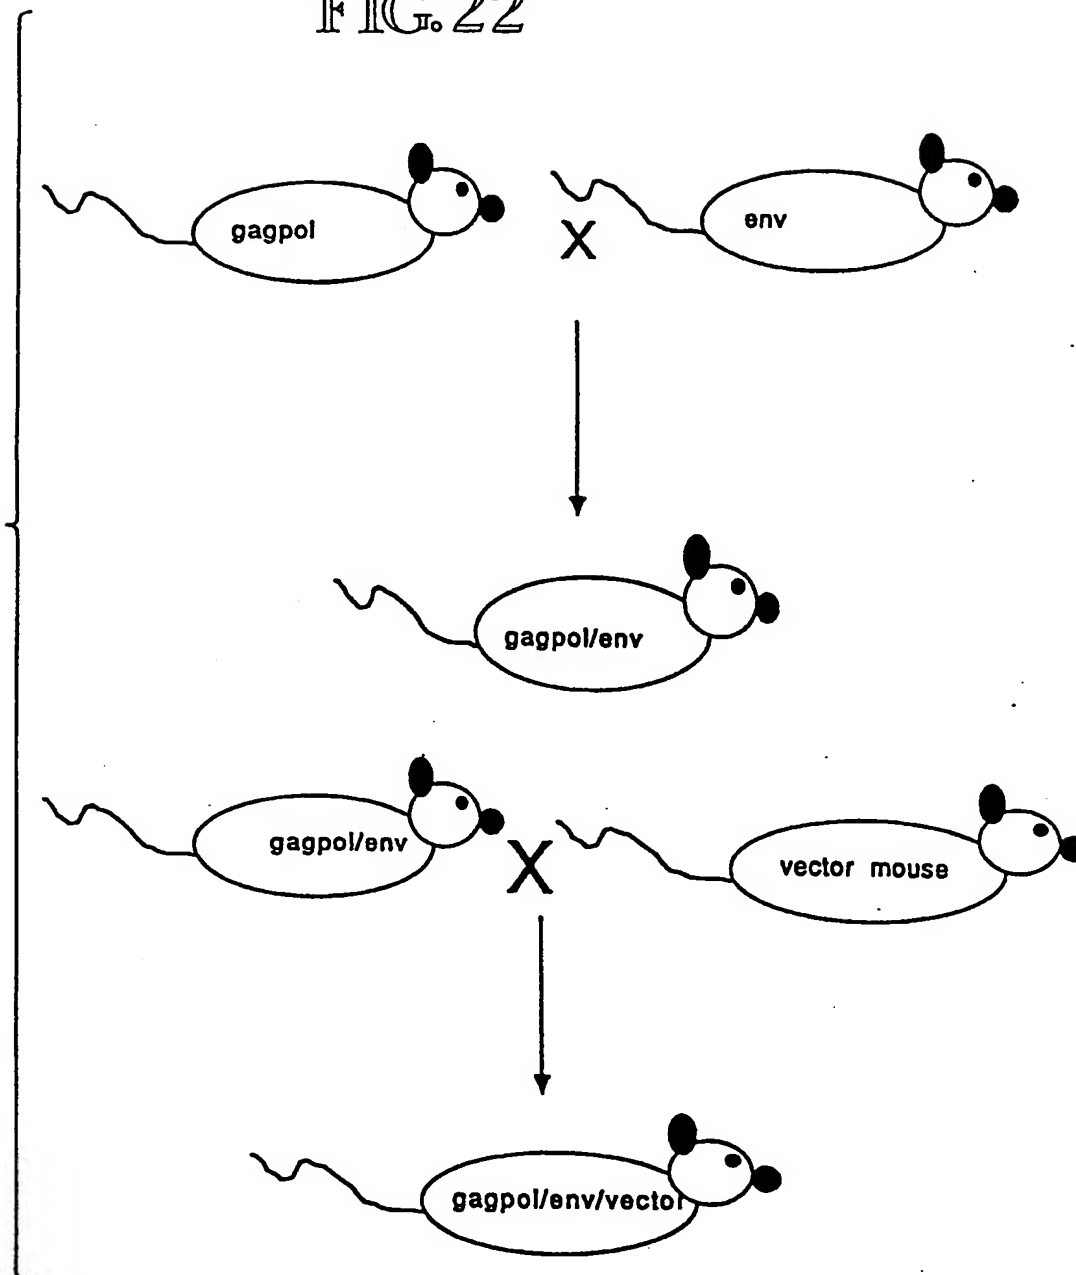 FIG. 22
gagpol
X
env
gagpol/env
gagpol/env
X
vector mouse
gagpol/env/vector